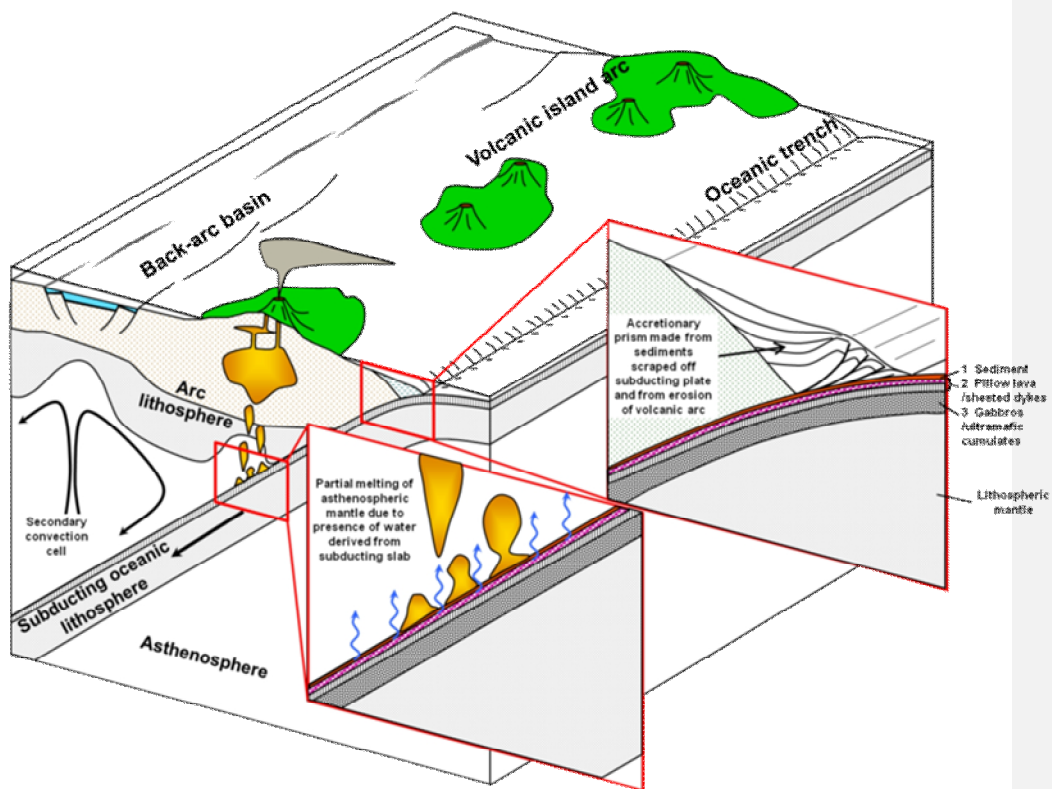 Volcanic island arc
Oceanic trench
Back-arc basin
Accretionary
prism made from
sediments
scraped off
subducting plate
and from erosion
of volcanic arc
1 Sediment
2 Pillow lava
/sheeted dykes
3 Gabbros
/ultramafic
cumulates
Arc
lithosphere
Lithospheric
mantle
Partial melting of
asthenospheric
mantle due to
presence of water
derived from
subducting slab
Secondary
convection
cell
Subducting oceanic
lithosphere
Asthenosphere